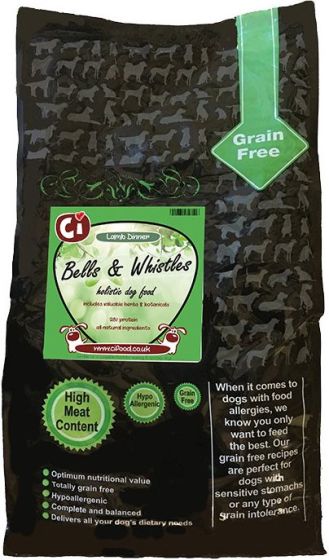 Grain
Free
Ci
Lamb Dinner
Bells & Whistles
holistic dog food
includes valuable herbs & botanicals
28% protein
all natural ingredients
www.cifood.co.uk
High
Meat
Content
Hypo
Allergenic
Grain
Free
Optimum nutritional value
Totally grain free
Hypoallergenic
Complete and balanced
Delivers all your dog's dietary needs
When it comes to
dogs with food
allergies, we
know you only
want to feed
the best. Our
grain free recipes
are perfect for
dogs with
sensitive stomachs
or any type of
grain intolerance.